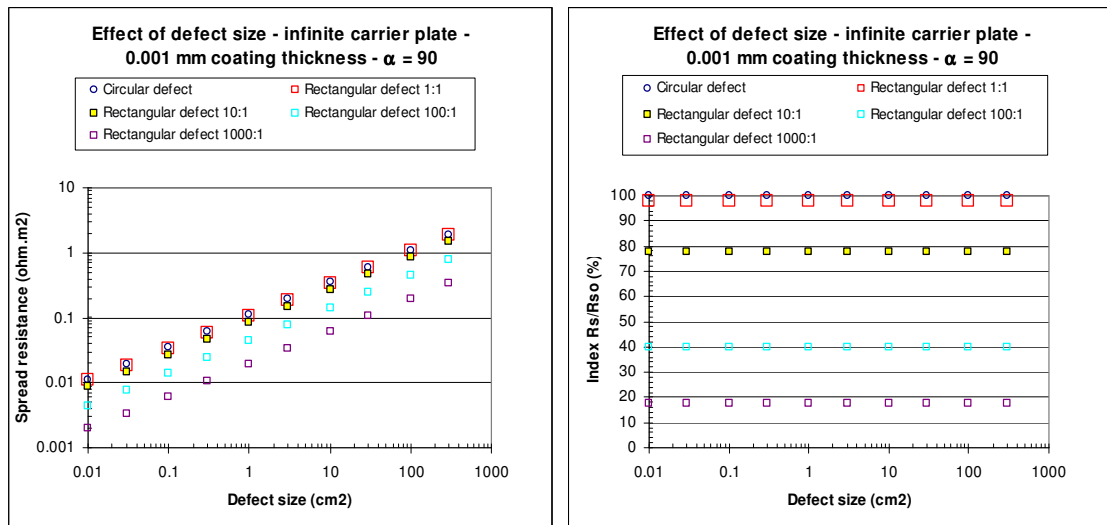 Effect of defect size - infinite carrier plate -
0.001 mm coating thickness - α = 90
Circular defect
Rectangular defect 1:1
Rectangular defect 10:1
Rectangular defect 100:1
Rectangular defect 1000:1
Spread resistance (ohm.m2)
10
1
0.1
0.01
0.001
0.01
0.1
1
10
100
1000
Defect size (cm2)
Effect of defect size - infinite carrier plate -
0.001 mm coating thickness - α = 90
Circular defect
Rectangular defect 1:1
Rectangular defect 10:1
Rectangular defect 100:1
Rectangular defect 1000:1
Index Rs/Rso (%)
100
90
80
70
60
50
40
30
20
10
0
0.01
0.1
1
10
100
1000
Defect size (cm2)